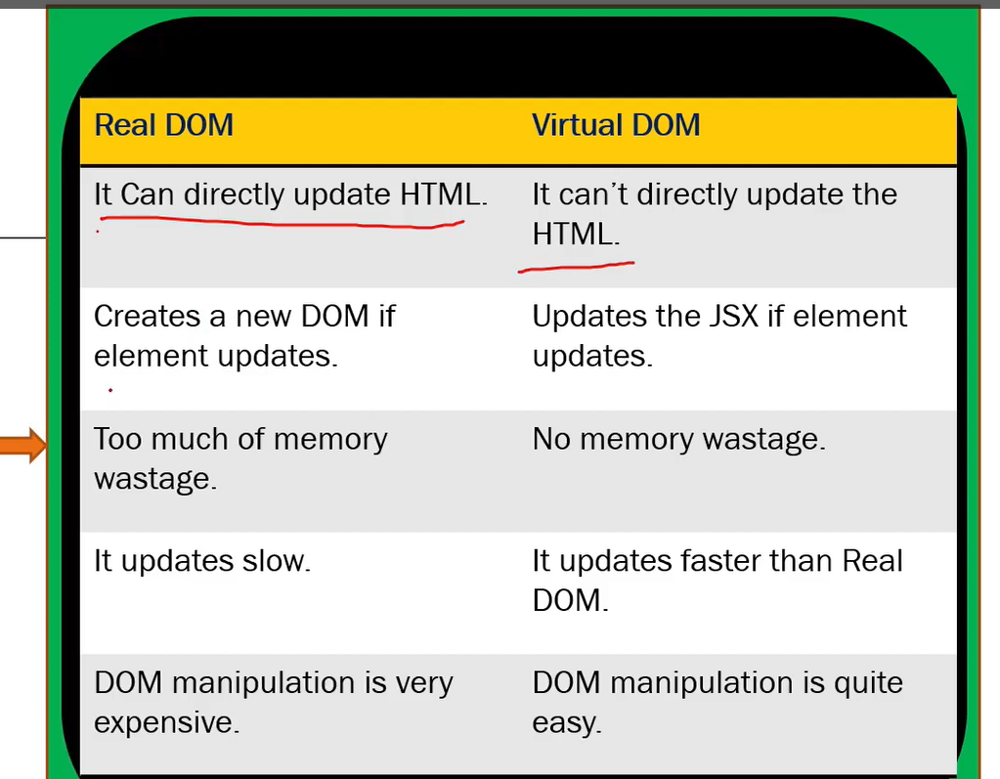 Real DOM
Virtual DOM
It Can directly update HTML.
It can’t directly update the
HTML.
Creates a new DOM if
element updates.
Updates the JSX if element
updates.
Too much of memory
wastage.
No memory wastage.
It updates slow.
It updates faster than Real
DOM.
DOM manipulation is very
expensive.
DOM manipulation is quite
easy.